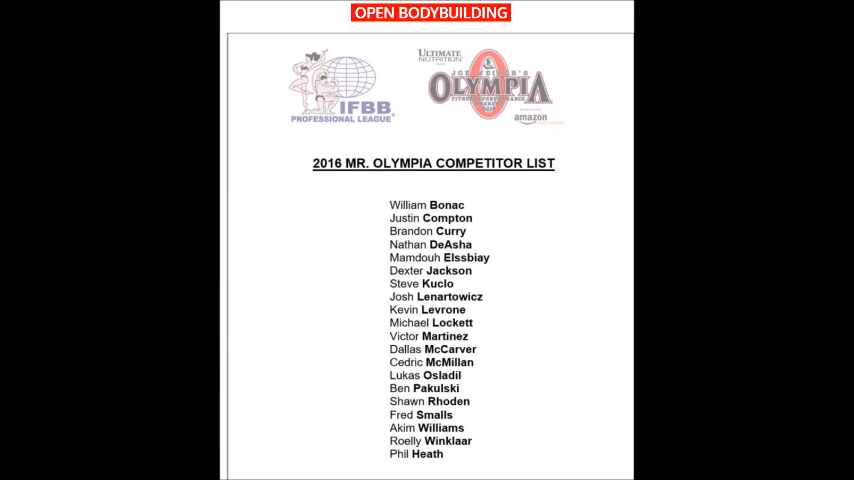 OPEN BODYBUILDING
ULTIMATE
NUTRITION
JOE WEIDER'S
OLYMPIA
IFBB
PROFESSIONAL LEAGUE
amazon
2016 MR. OLYMPIA COMPETITOR LIST
William Bonac
Justin Compton
Brandon Curry
Nathan DeAsha
Mamdouh Elssbiay
Dexter Jackson
Steve Kuclo
Josh Lenartowicz
Kevin Levrone
Michael Lockett
Victor Martinez
Dallas McCarver
Cedric McMillan
Lukas Osladil
Ben Pakulski
Shawn Rhoden
Fred Smalls
Akim Williams
Roelly Winklaar
Phil Heath